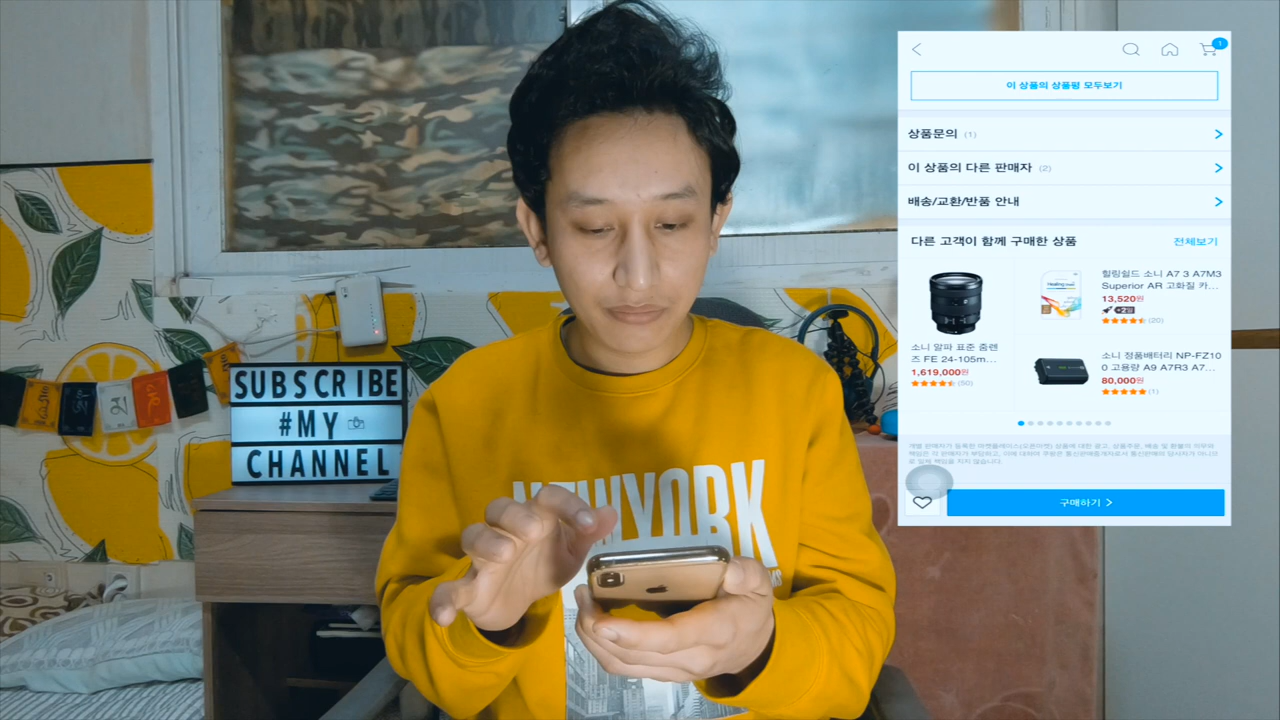 SUBSCRIBE
#MY
CHANNEL
NEWYORK
1
이 상품의 상품평 모두보기
상품문의 (1)
이 상품의 다른 판매자 (2)
배송/교환/반품 안내
다른 고객이 함께 구매한 상품
전체보기
소니 알파 표준 줌렌
즈 FE 24-105m...
1,619,000원
(50)
힐링쉴드 소니 A7 3 A7M3
Superior AR 고화질 카...
13,520원
(20)
소니 정품배터리 NP-FZ10
0 고용량 A9 A7R3 A7...
80,000원
(1)
구매하기